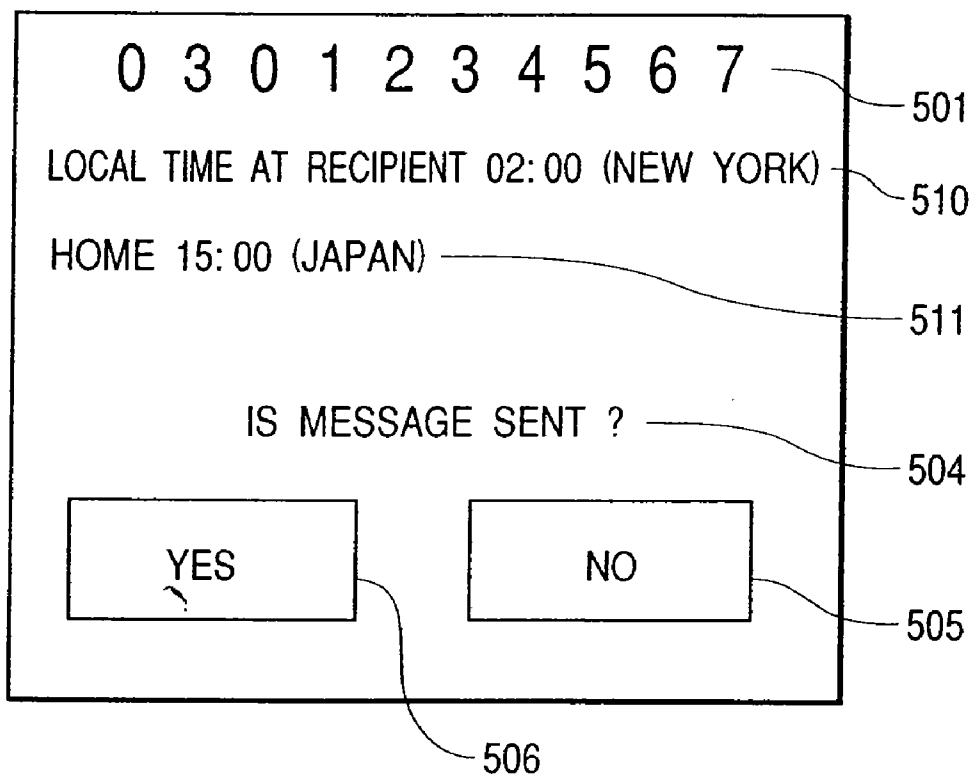 0 3 0 1 2 3 4 5 6 7
501
LOCAL TIME AT RECIPIENT 02:00 (NEW YORK)
510
HOME 15:00 (JAPAN)
511
IS MESSAGE SENT ?
504
YES
NO
505
506